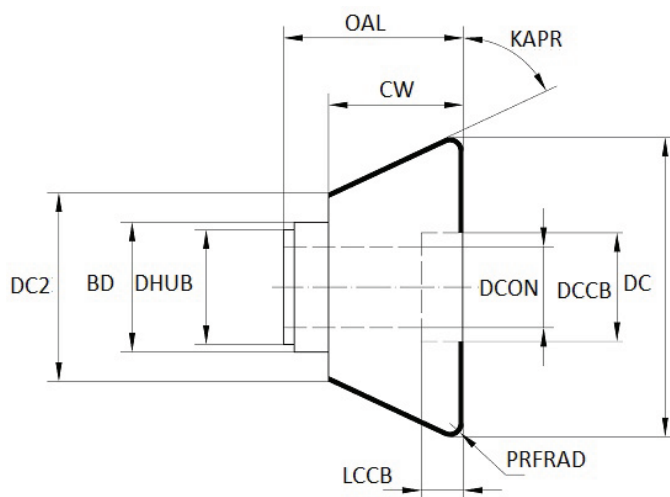 OAL
KAPR
CW
DC2
BD
DHUB
DCON
DCCB
DC
LCCB
PRFRAD